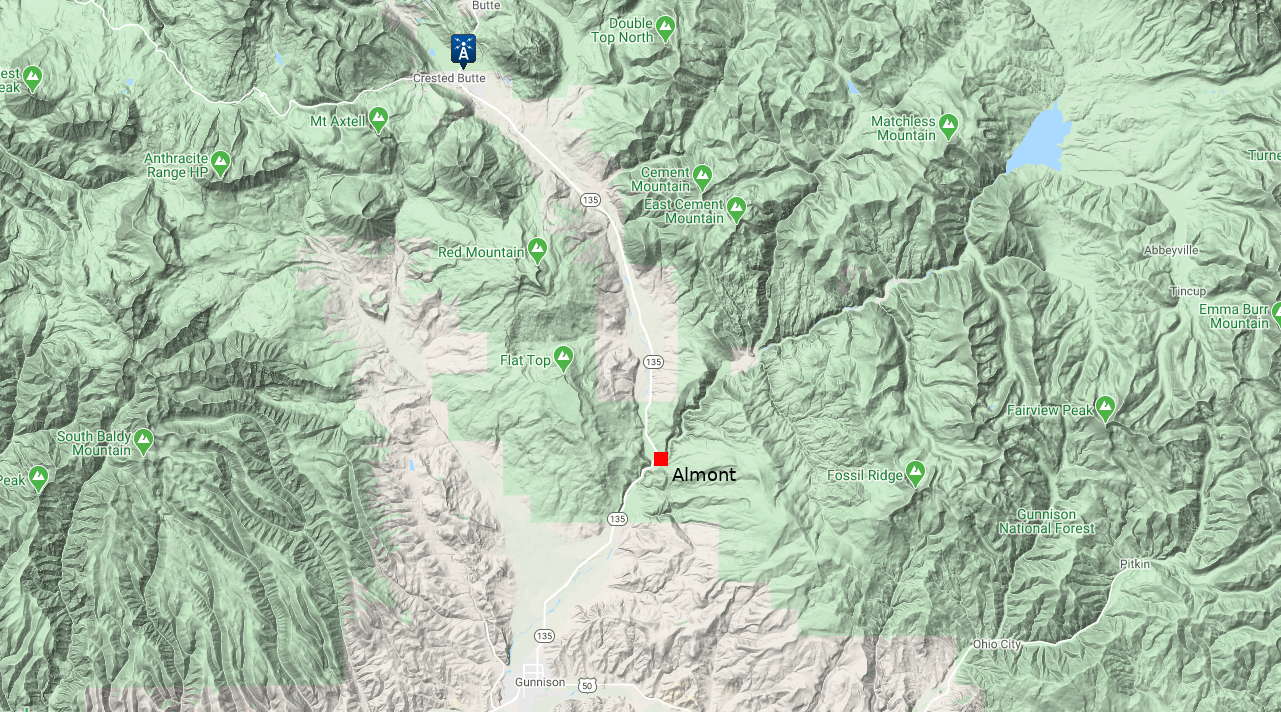 Butte
Double
Top North
est
eak
Crested Butte
Mt Axtell
Matchless
Mountain
Anthracite
Range HP
Turne
Cement
Mountain
135
East Cement
Mountain
Red Mountain
Abbeyville
Tincup
Emma Burr
Mountain
Flat Top
135
Fairview Peak
South Baldy
Mountain
Almont
Peak
Fossil Ridge
135
Gunnison
National Forest
Pitkin
135
Ohio City
Gunnison
50